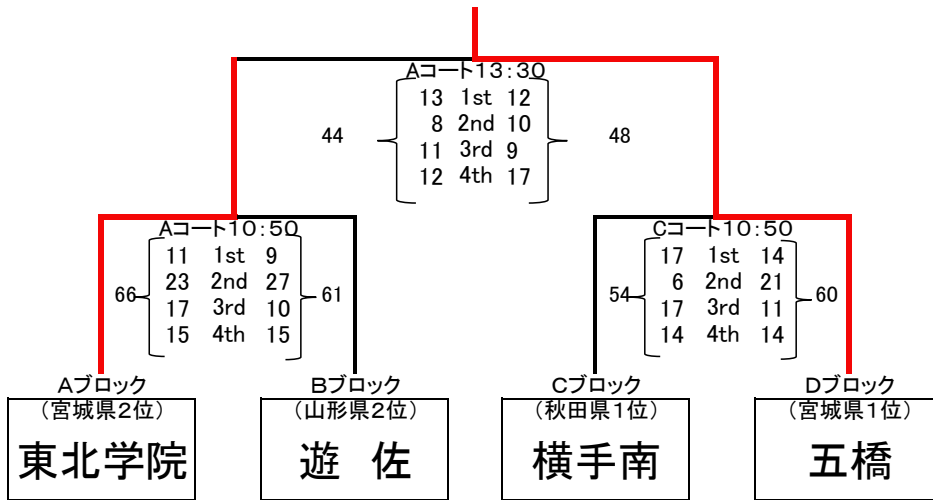 Aコート13:30
13 1st 12
44 8 2nd 10 48
11 3rd 9
12 4th 17
Aコート10:50 Cコート10:50
11 1st 9 17 1st 14
66 23 2nd 27 61 54 6 2nd 21 60
17 3rd 10 17 3rd 11
15 4th 15 14 4th 14
Aブロック Bブロック Cブロック Dブロック
(宮城県2位) (山形県2位) (秋田県1位) (宮城県1位)
東北学院 遊 佐 横手南 五橋